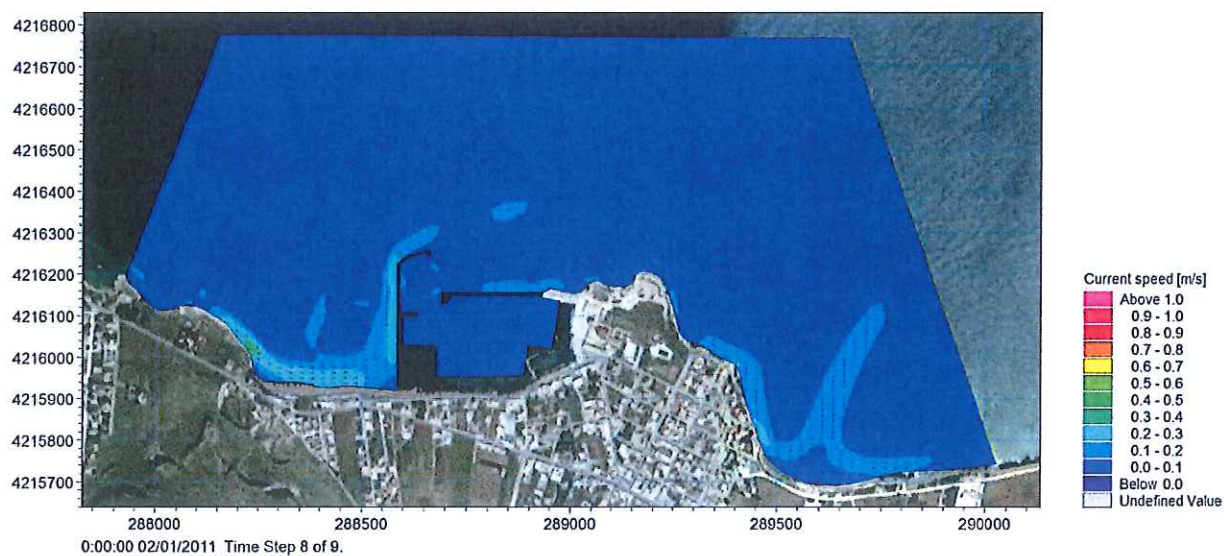 4216800
4216700
4216600
4216500
4216400
4216300
4216200
4216100
4216000
4215900
4215800
4215700
288000 288500 289000 289500 290000
0:00:00 02/01/2011 Time Step 8 of 9.
Current speed [m/s]
Above 1.0
0.9 - 1.0
0.8 - 0.9
0.7 - 0.8
0.6 - 0.7
0.5 - 0.6
0.4 - 0.5
0.3 - 0.4
0.2 - 0.3
0.1 - 0.2
0.0 - 0.1
Below 0.0
Undefined Value